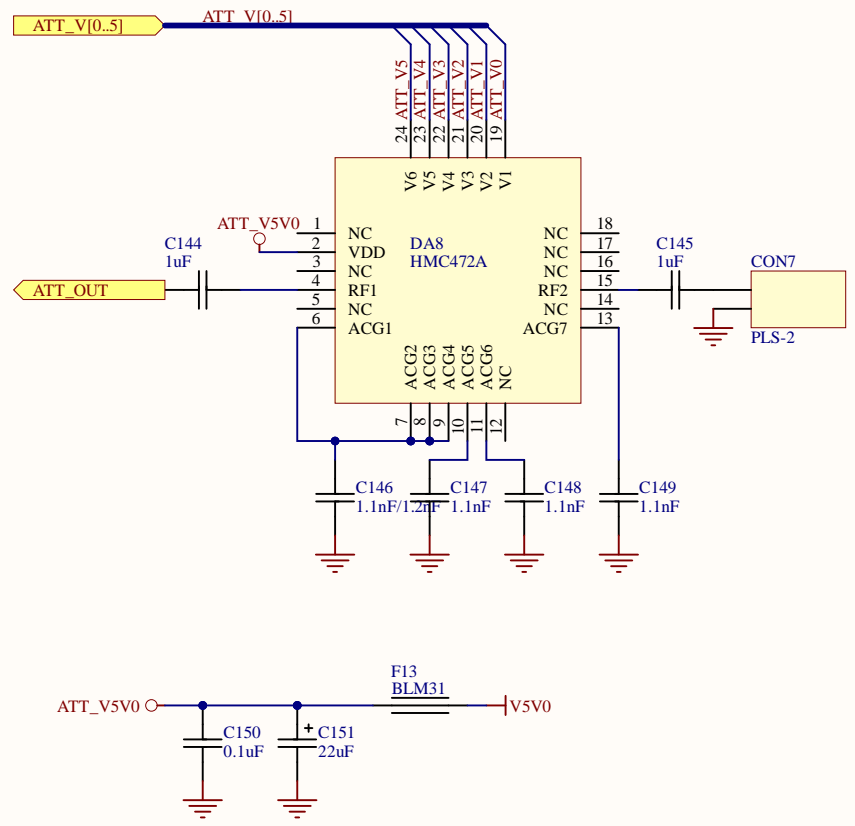 ATT_V[0..5]
ATT_V[0..5]
ATT_V5
ATT_V4
ATT_V3
ATT_V2
ATT_V1
ATT_V0
24
23
22
21
20
19
V6
V5
V4
V3
V2
V1
ATT_V5V0
C144
1uF
ATT_OUT
1
2
3
4
5
6
NC
VDD
NC
RF1
NC
ACG1
DA8
HMC472A
NC
NC
NC
RF2
NC
ACG7
18
17
16
15
14
13
C145
1uF
CON7
PLS-2
ACG2
ACG3
ACG4
ACG5
ACG6
NC
7
8
9
10
11
12
C146
1.1nF/1.2nF
C147
1.1nF
C148
1.1nF
C149
1.1nF
F13
BLM31
ATT_V5V0
V5V0
C150
0.1uF
+
C151
22uF